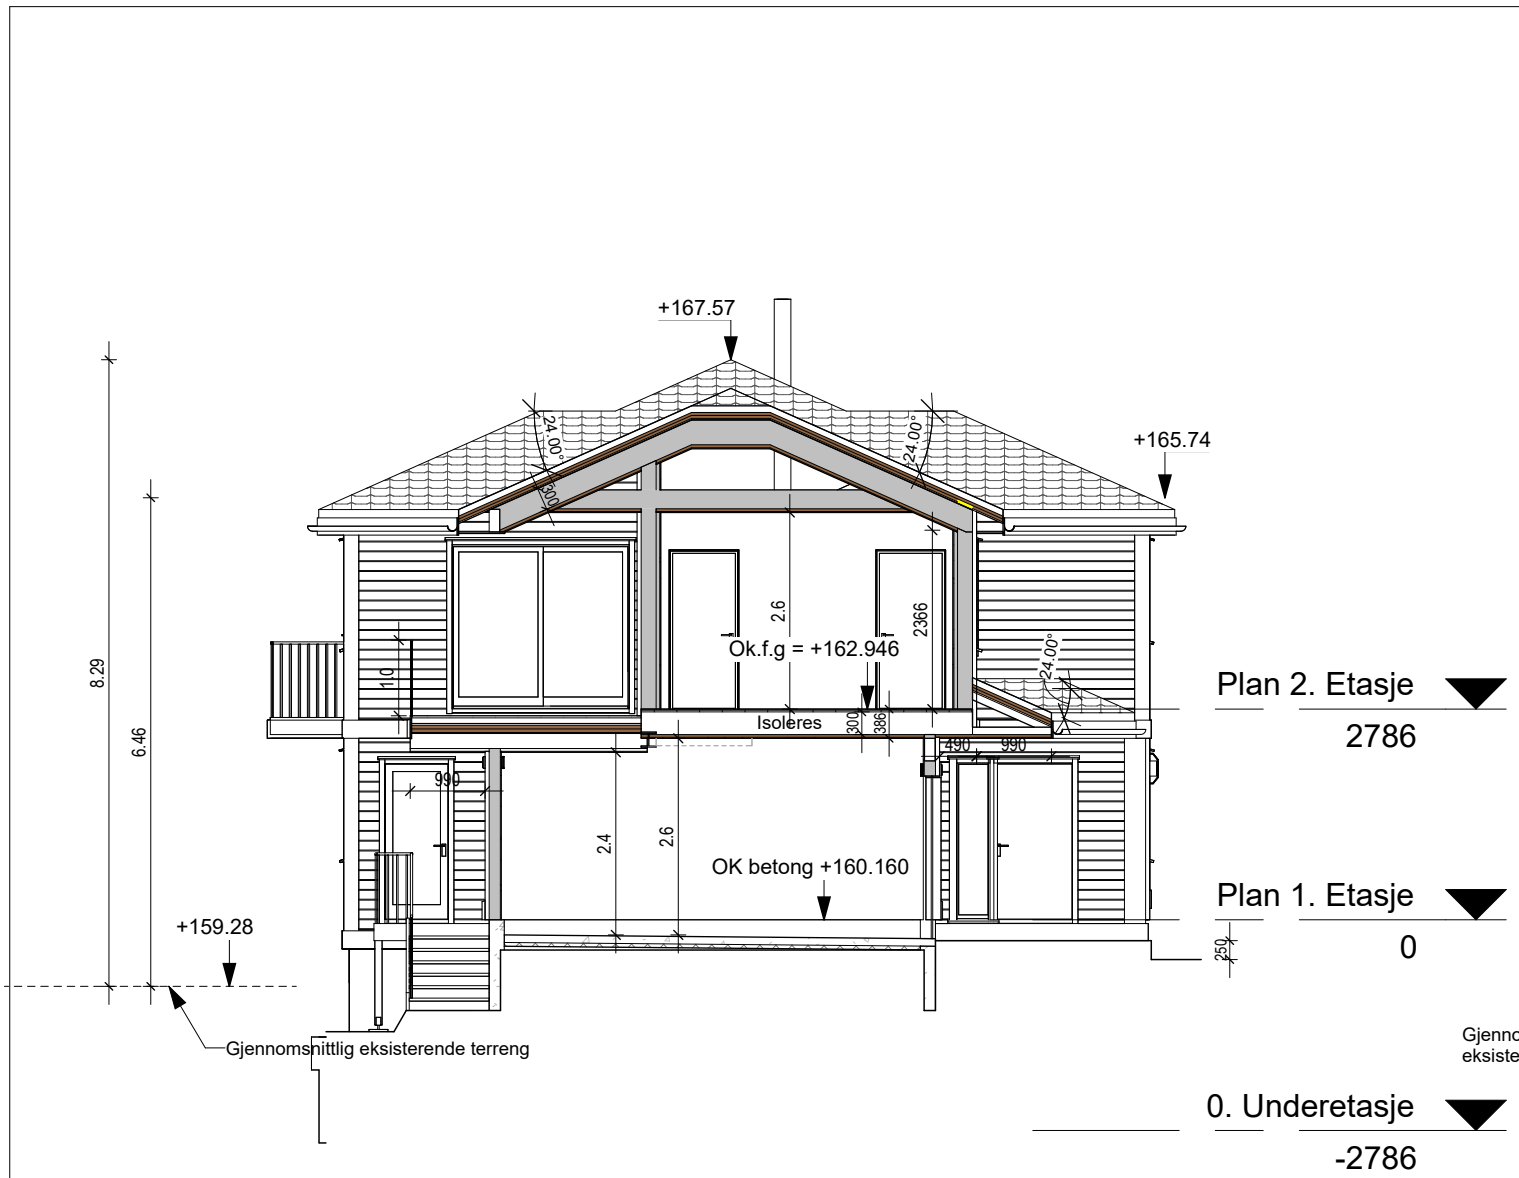 +167.57
+165.74
24.00°
24.00°
300
8.29
6.46
2.6
2366
Ok.f.g = +162.946
24.00°
1.0
Isoleres
300
386
Plan 2. Etasje
2786
490
990
990
2.4
2.6
OK betong +160.160
Plan 1. Etasje
0
250
+159.28
Gjennomsnittlig eksisterende terreng
Gjenno
eksiste
0. Underetasje
-2786